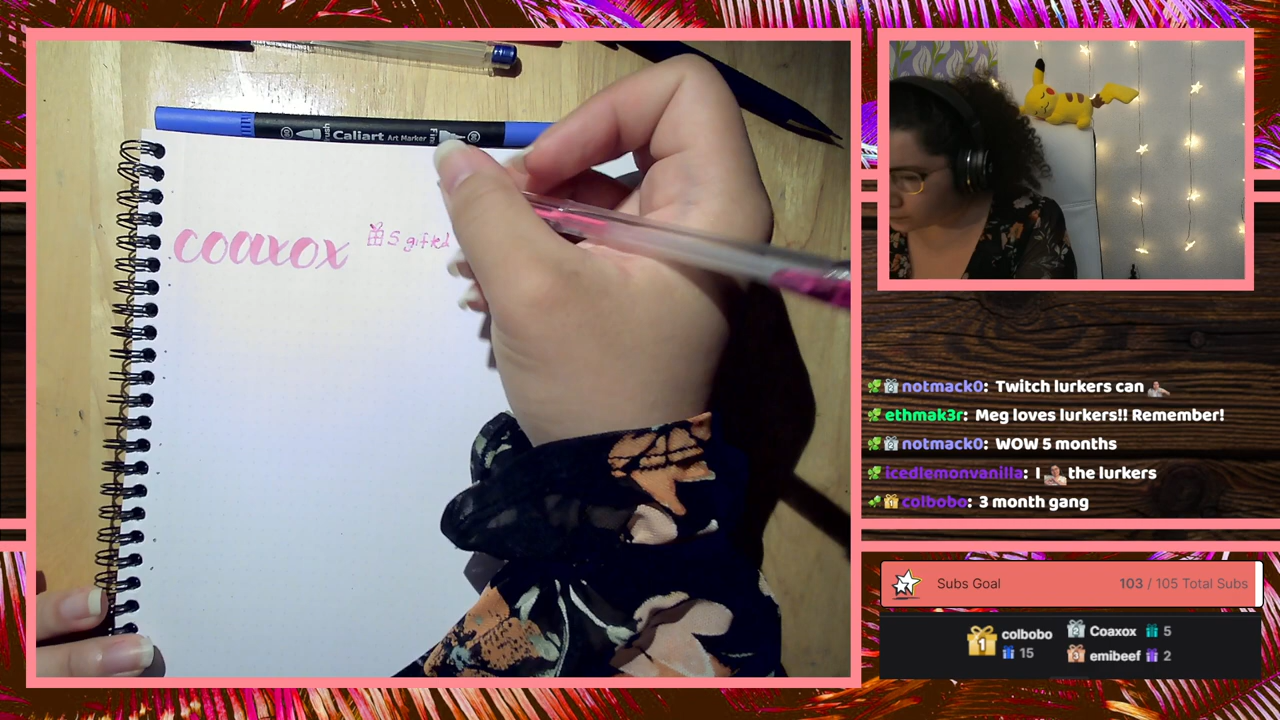 Caliart Art Marker
coaxox
5 gifted
notmack0: Twitch lurkers can
ethmak3r: Meg loves lurkers!! Remember!
notmack0: WOW 5 months
icedlemonvanilla: I the lurkers
colbobo: 3 month gang
Subs Goal 103 / 105 Total Subs
1 colbobo 15
2 Coaxox 5
3 emibeef 2